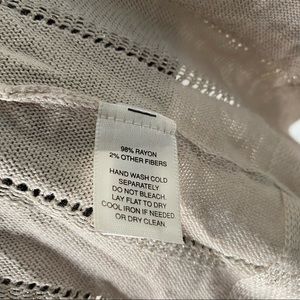 98% RAYON
2% OTHER FIBERS
HAND WASH COLD
SEPARATELY
DO NOT BLEACH
LAY FLAT TO DRY
COOL IRON IF NEEDED
OR DRY CLEAN